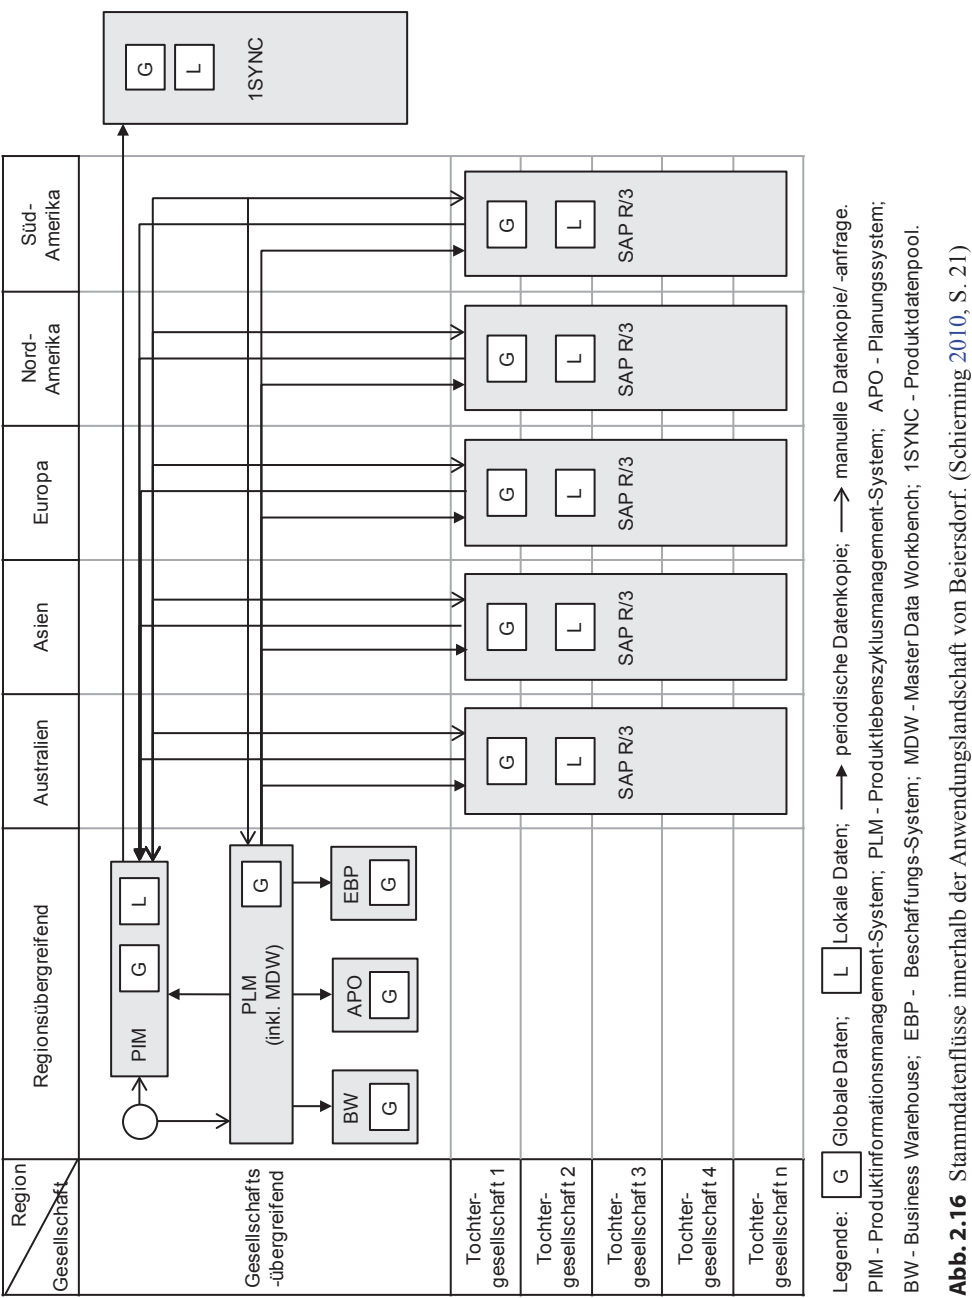 Region
Gesellschaft
Regionsübergreifend
Australien
Asien
Europa
Nord-
Amerika
Süd-
Amerika
Gesellschafts
-übergreifend
PIM
G
L
PLM
(inkl. MDW)
G
BW
G
APO
G
EBP
G
G
L
1SYNC
Tochter-
gesellschaft 1
Tochter-
gesellschaft 2
Tochter-
gesellschaft 3
Tochter-
gesellschaft 4
Tochter-
gesellschaft n
G
L
SAP R/3
G
L
SAP R/3
G
L
SAP R/3
G
L
SAP R/3
G
L
SAP R/3
Legende: G Globale Daten; L Lokale Daten; periodische Datenkopie; manuelle Datenkopie/ -anfrage.
PIM - Produktinformationsmanagement-System; PLM - Produktlebenszyklusmanagement-System; APO - Planungssystem;
BW - Business Warehouse; EBP - Beschaffungs-System; MDW - Master Data Workbench; 1SYNC - Produktdatenpool.
Abb. 2.16 Stammdatenflüsse innerhalb der Anwendungslandschaft von Beiersdorf. (Schierning 2010, S. 21)